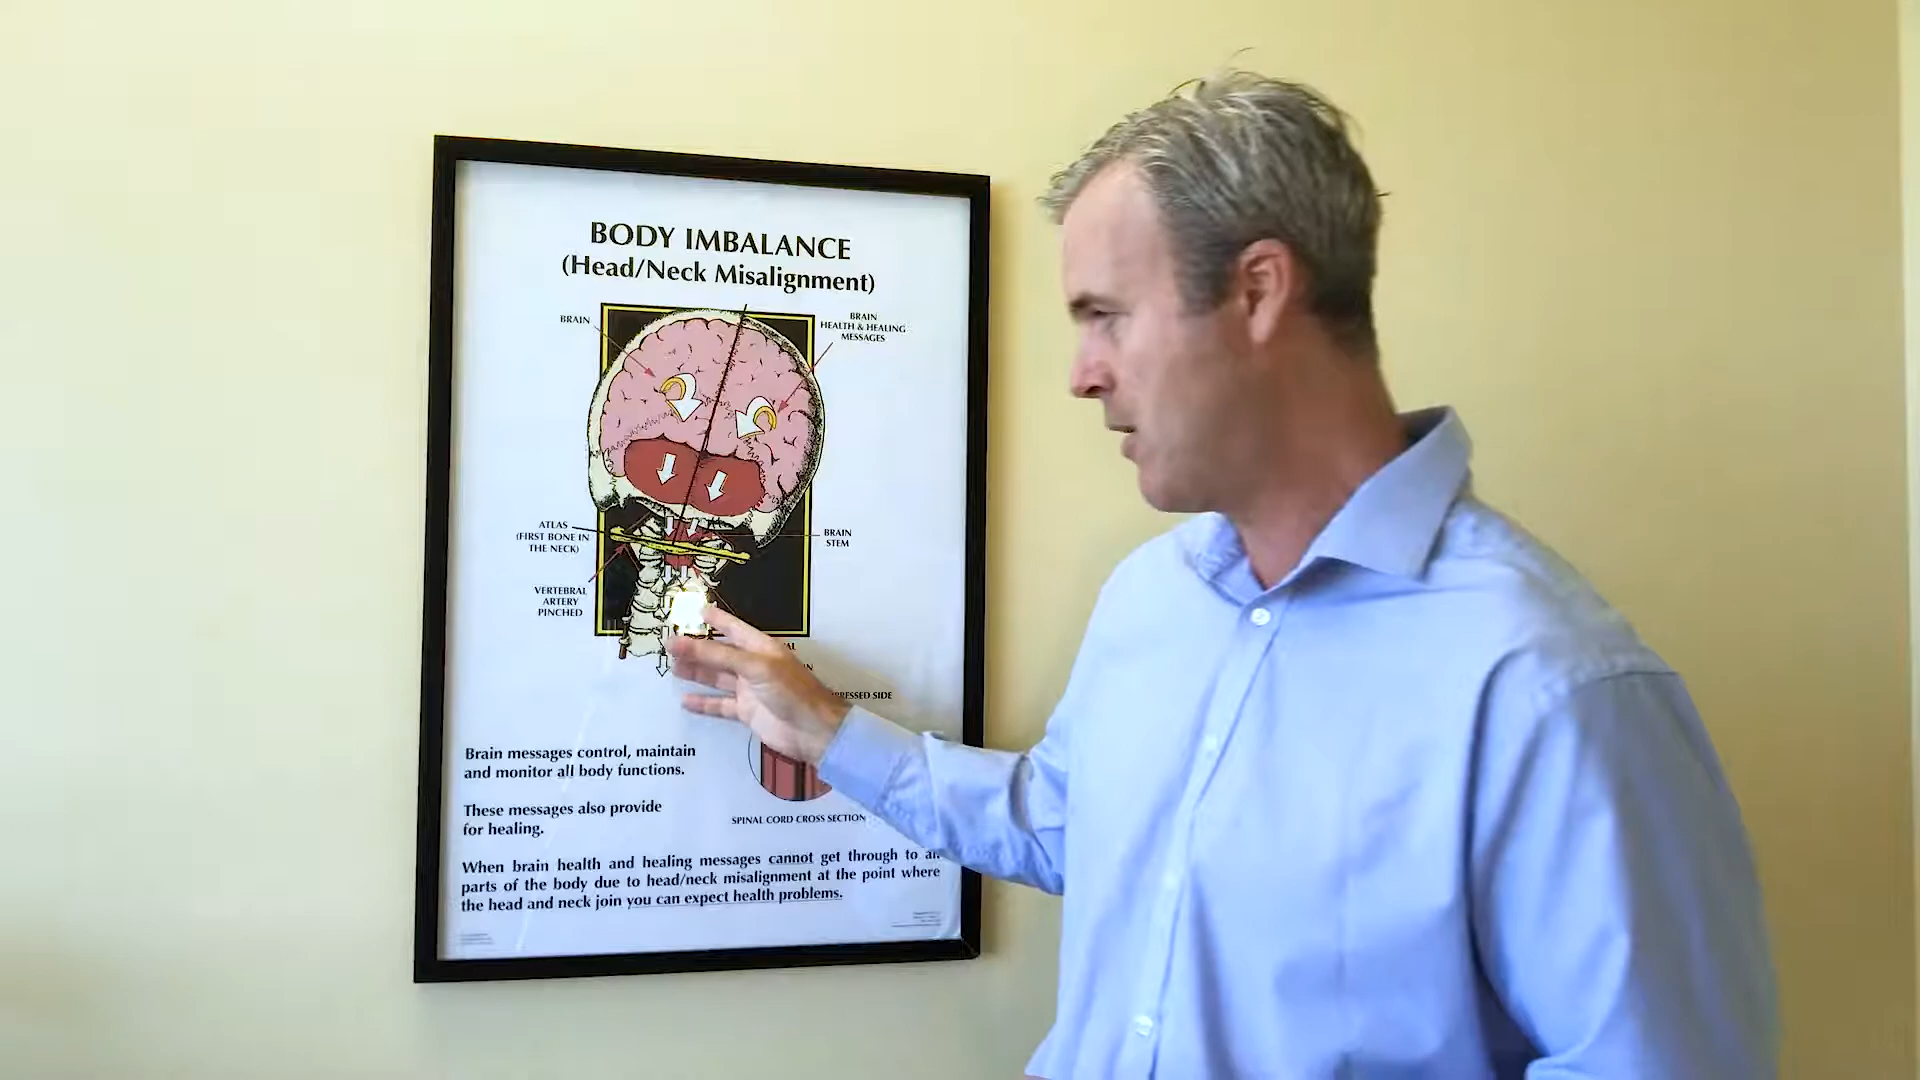 BODY IMBALANCE
(Head/Neck Misalignment)
BRAIN
BRAIN
HEALTH & HEALING
MESSAGES
ATLAS
(FIRST BONE IN
THE NECK)
BRAIN
STEM
VERTEBRAL
ARTERY
PINCHED
SPINAL CORD CROSS SECTION
Brain messages control, maintain
and monitor all body functions.
These messages also provide
for healing.
When brain health and healing messages cannot get through to all
parts of the body due to head/neck misalignment at the point where
the head and neck join you can expect health problems.